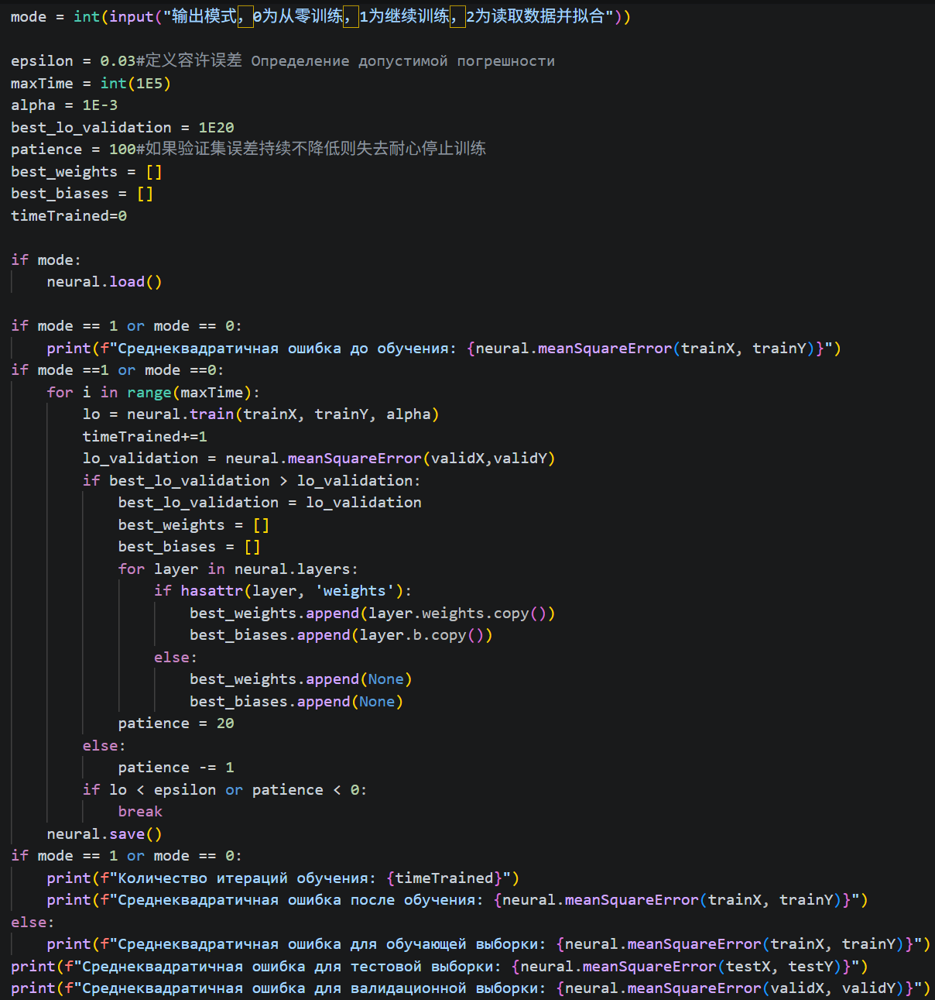 mode = int(input("输出模式，0为从零训练，1为继续训练，2为读取数据并拟合"))
epsilon = 0.03#定义容许误差 Определение допустимой погрешности
maxTime = int(1E5)
alpha = 1E-3
best_lo_validation = 1E20
patience = 100#如果验证集误差持续不降低则失去耐心停止训练
best_weights = []
best_biases = []
timeTrained=0
if mode:
    neural.load()
if mode == 1 or mode == 0:
    print(f"Среднеквадратичная ошибка до обучения: {neural.meanSquareError(trainX, trainY)}")
if mode ==1 or mode ==0:
    for i in range(maxTime):
        lo = neural.train(trainX, trainY, alpha)
        timeTrained+=1
        lo_validation = neural.meanSquareError(validX,validY)
        if best_lo_validation > lo_validation:
            best_lo_validation = lo_validation
            best_weights = []
            best_biases = []
            for layer in neural.layers:
                if hasattr(layer, 'weights'):
                    best_weights.append(layer.weights.copy())
                    best_biases.append(layer.b.copy())
                else:
                    best_weights.append(None)
                    best_biases.append(None)
            patience = 20
        else:
            patience -= 1
        if lo < epsilon or patience < 0:
            break
    neural.save()
if mode == 1 or mode == 0:
    print(f"Количество итераций обучения: {timeTrained}")
    print(f"Среднеквадратичная ошибка после обучения: {neural.meanSquareError(trainX, trainY)}")
else:
    print(f"Среднеквадратичная ошибка для обучающей выборки: {neural.meanSquareError(trainX, trainY)}")
print(f"Среднеквадратичная ошибка для тестовой выборки: {neural.meanSquareError(testX, testY)}")
print(f"Среднеквадратичная ошибка для валидационной выборки: {neural.meanSquareError(validX, validY)}")